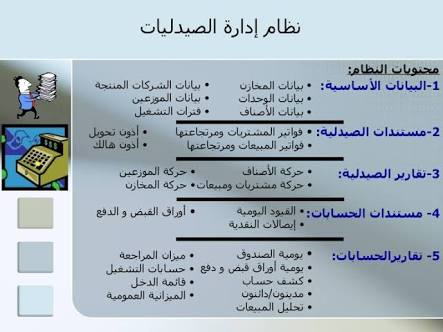 نظام إدارة الصيدليات
محتويات النظام:
1-البيانات الأساسية: • بيانات المخازن • بيانات الشركات المنتجة
• بيانات الوحدات • بيانات الموزعين
• بيانات الأصناف • فترات التشغيل
2-مستندات الصيدلية: • فواتير المشتريات ومرتجعاتها • أذون تحويل
• فواتير المبيعات ومرتجعاتها • أذون هالك
3-تقارير الصيدلية: • حركة الأصناف • حركة الموزعين
• حركة مشتريات ومبيعات • حركة المخازن
4- مستندات الحسابات: • القيود اليومية • أوراق القبض و الدفع
• إيصالات النقدية
5- تقاريرالحسابات: • يومية الصندوق • ميزان المراجعة
• يومية أوراق قبض و دفع • حسابات التشغيل
• كشف حساب • قائمة الدخل
• مدينون/دائنون • الميزانية العمومية
• تحليل المبيعات